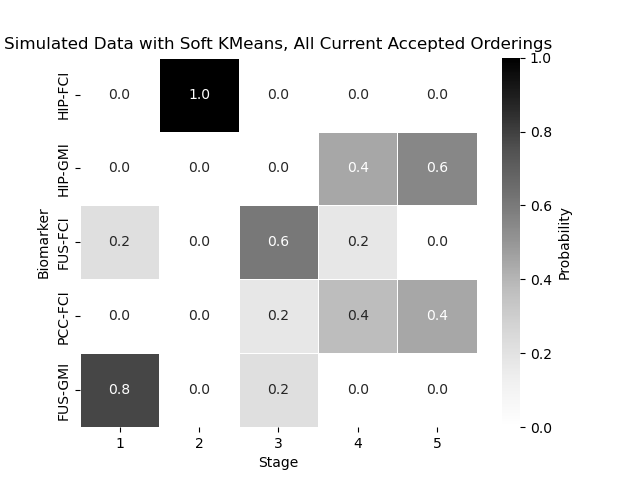 Simulated Data with Soft KMeans, All Current Accepted Orderings
HIP-FCI 0.0 1.0 0.0 0.0 0.0
HIP-GMI 0.0 0.0 0.0 0.4 0.6
FUS-FCI 0.2 0.0 0.6 0.2 0.0
PCC-FCI 0.0 0.0 0.2 0.4 0.4
FUS-GMI 0.8 0.0 0.2 0.0 0.0
Biomarker
1 2 3 4 5
Stage
1.0
0.8
0.6
0.4
0.2
0.0
Probability